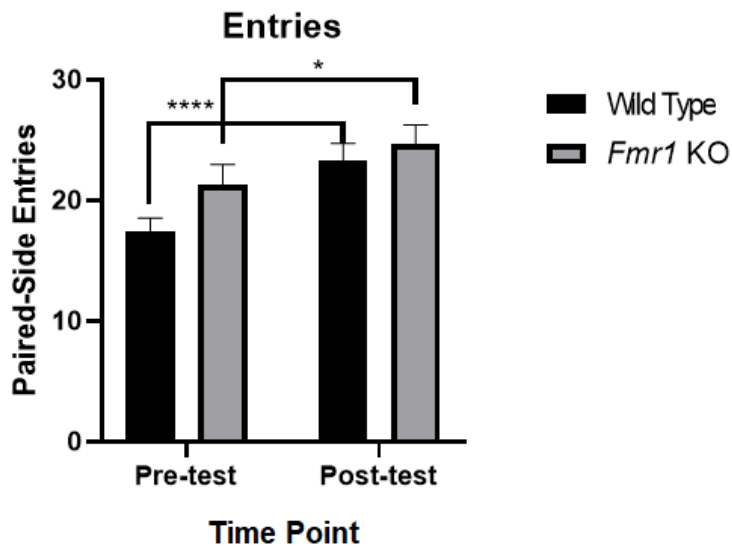 Entries
30
20
10
0
Paired-Side Entries
****
*
Wild Type
Fmr1 KO
Pre-test
Post-test
Time Point